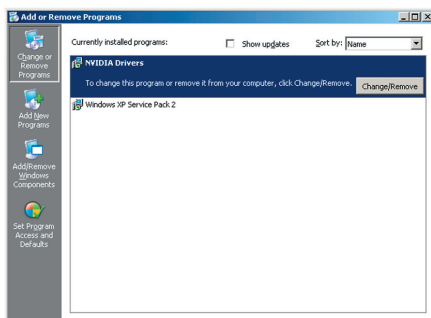 Add or Remove Programs
Change or
Remove
Programs
Add New
Programs
Add/Remove
Windows
Components
Set Program
Access and
Defaults
Currently installed programs:
Show updates
Sort by: Name
NVIDIA Drivers
To change this program or remove it from your computer, click Change/Remove.
Change/Remove
Windows XP Service Pack 2